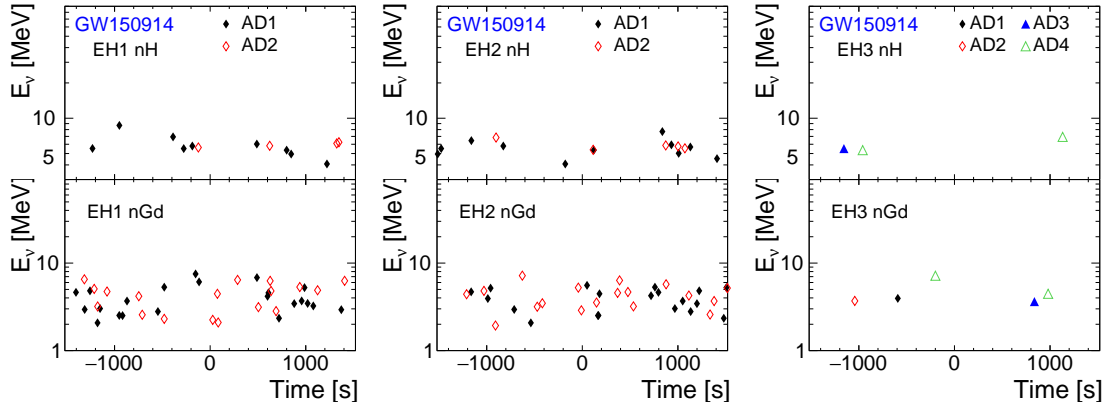 GW150914
AD1
EH1 nH
AD2
E_ν [MeV]
10
5
EH1 nGd
E_ν [MeV]
10
1
−1000
0
1000
Time [s]
GW150914
AD1
EH2 nH
AD2
E_ν [MeV]
10
5
EH2 nGd
E_ν [MeV]
10
1
−1000
0
1000
Time [s]
GW150914
AD1
AD3
EH3 nH
AD2
AD4
E_ν [MeV]
10
5
EH3 nGd
E_ν [MeV]
10
1
−1000
0
1000
Time [s]